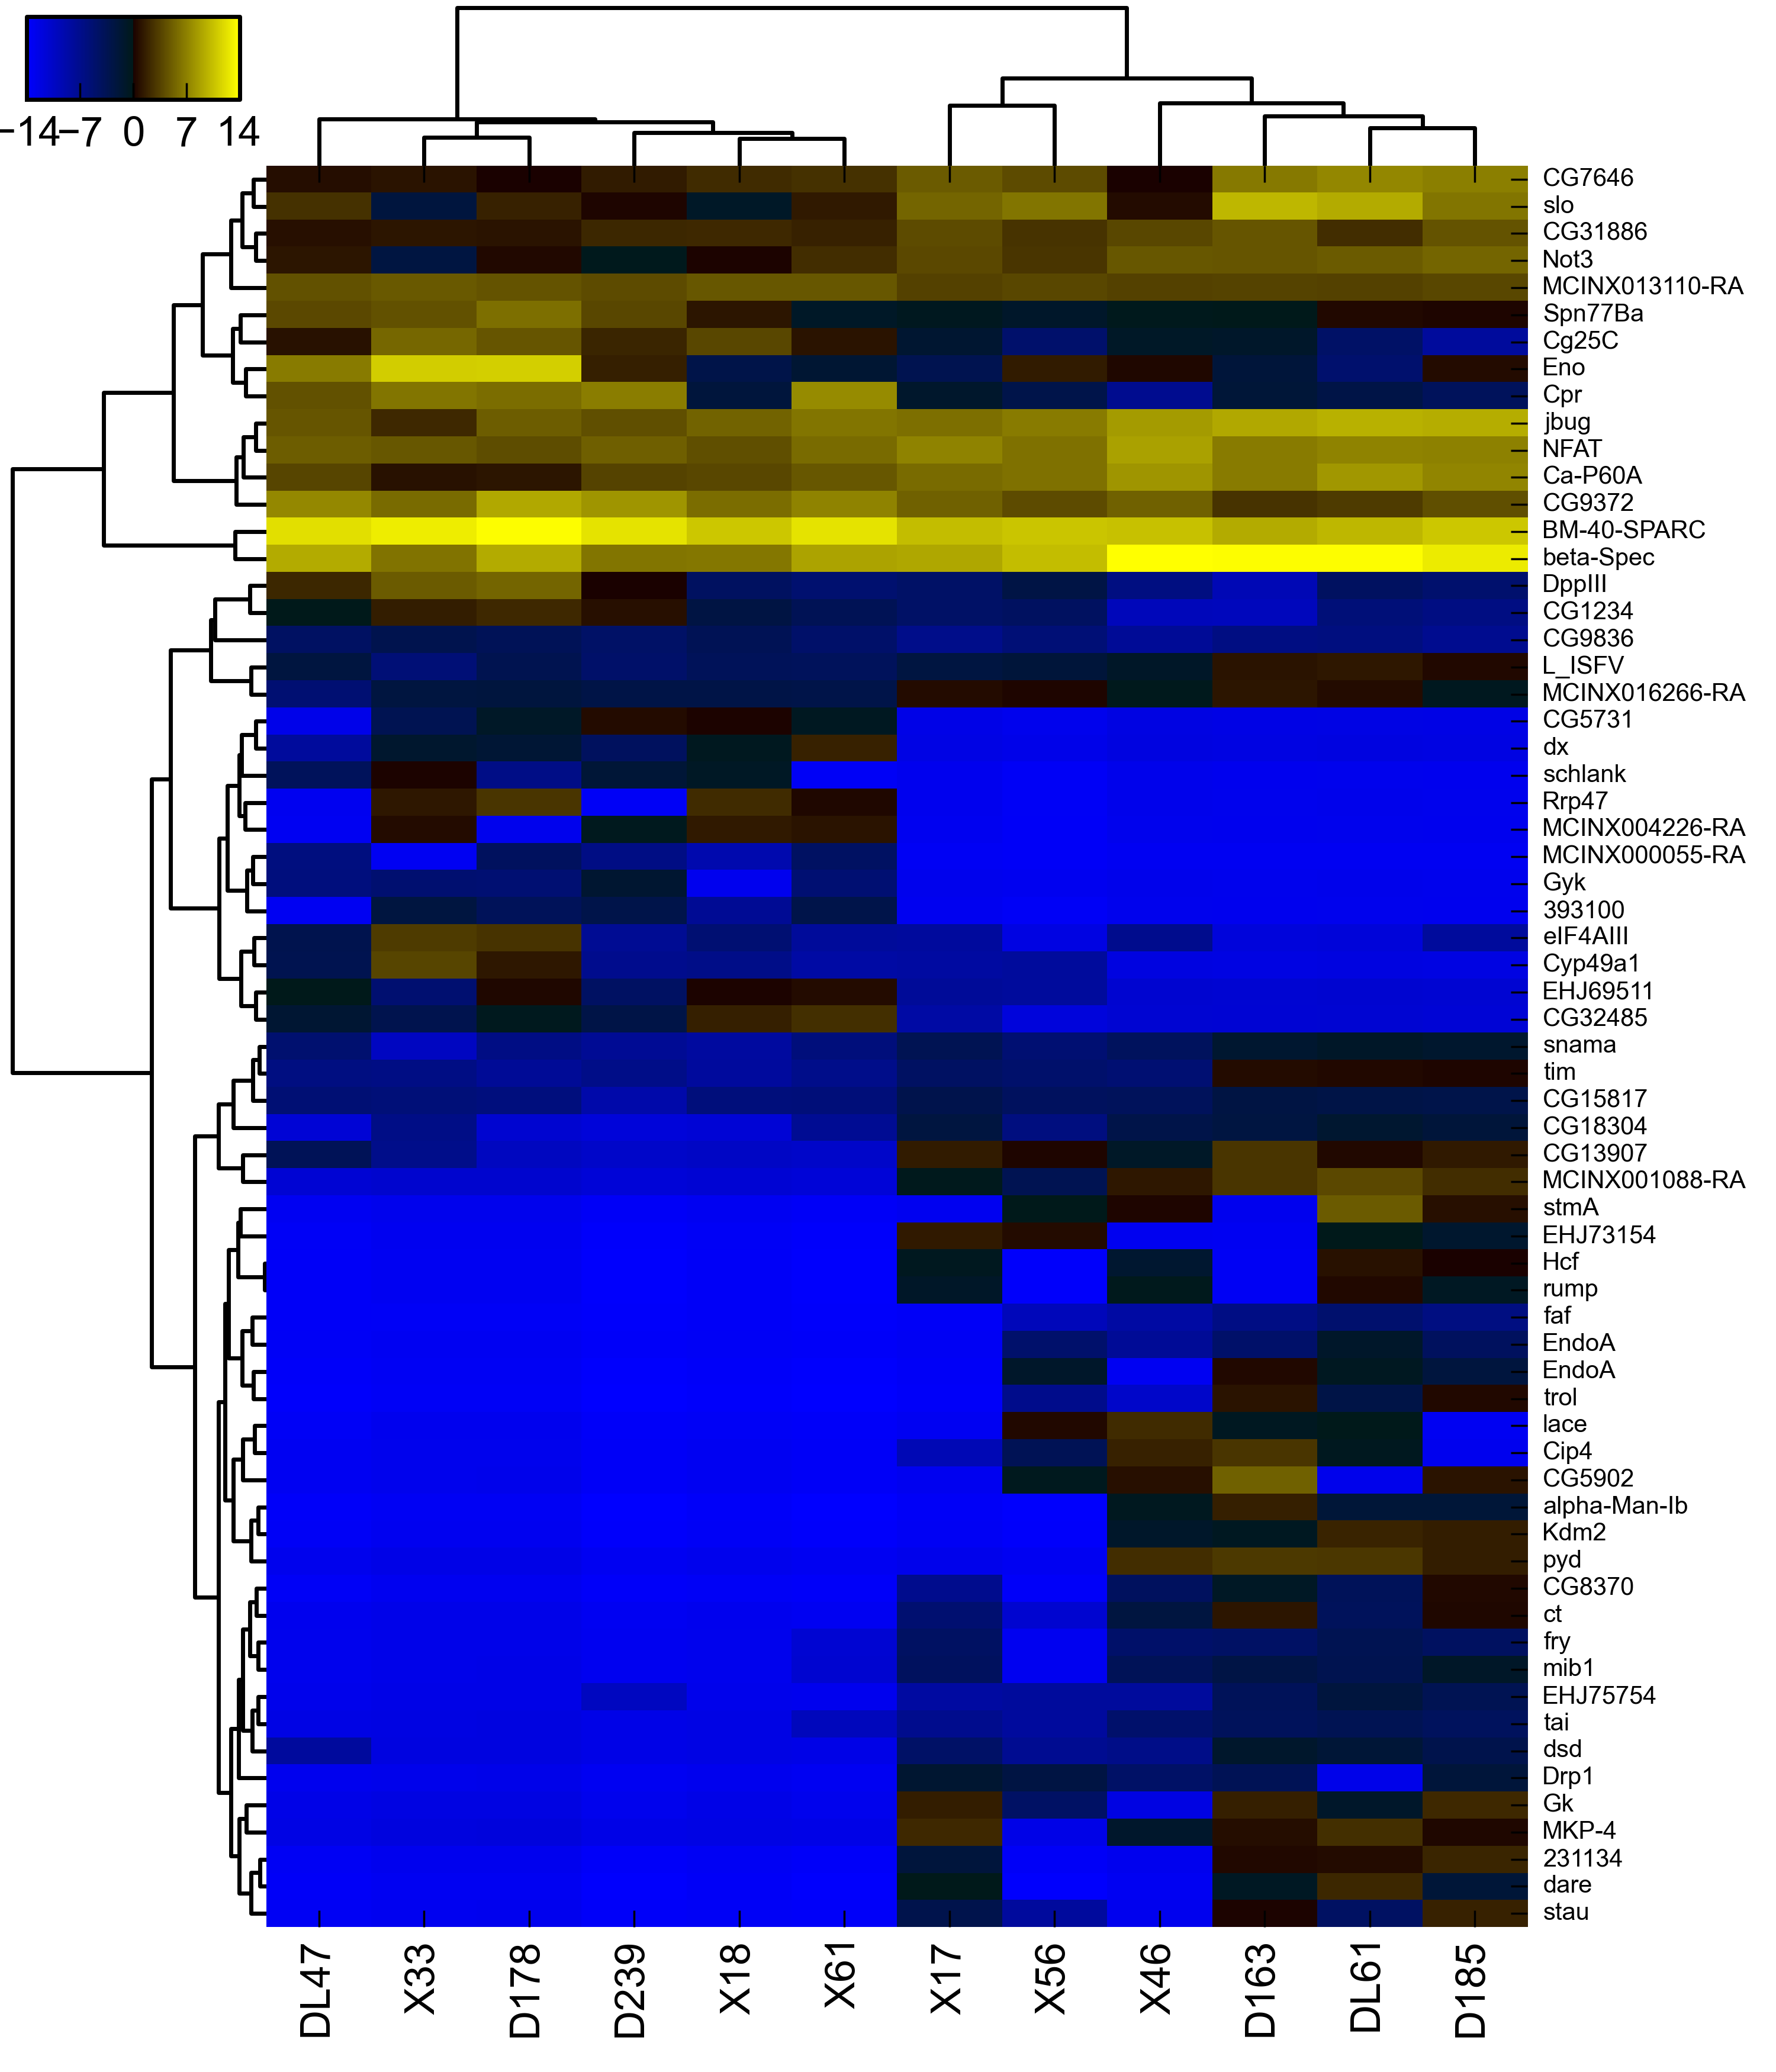 −14 −7 0 7 14
CG7646
slo
CG31886
Not3
MCINX013110-RA
Spn77Ba
Cg25C
Eno
Cpr
jbug
NFAT
Ca-P60A
CG9372
BM-40-SPARC
beta-Spec
DppIII
CG1234
CG9836
L_ISFV
MCINX016266-RA
CG5731
dx
schlank
Rrp47
MCINX004226-RA
MCINX000055-RA
Gyk
393100
eIF4AIII
Cyp49a1
EHJ69511
CG32485
snama
tim
CG15817
CG18304
CG13907
MCINX001088-RA
stmA
EHJ73154
Hcf
rump
faf
EndoA
EndoA
trol
lace
Cip4
CG5902
alpha-Man-Ib
Kdm2
pyd
CG8370
ct
fry
mib1
EHJ75754
tai
dsd
Drp1
Gk
MKP-4
231134
dare
stau
DL47 X33 D178 D239 X18 X61 X17 X56 X46 D163 DL61 D185